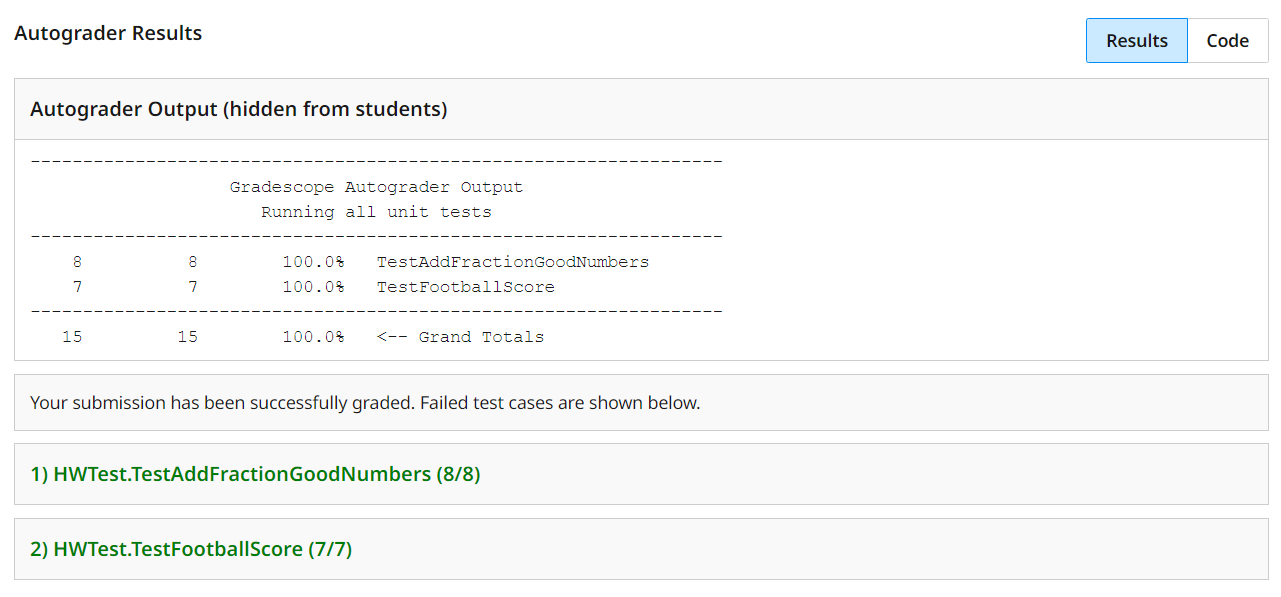 Autograder Results
Results
Code
Autograder Output (hidden from students)
------------------------------------------------------------------
Gradescope Autograder Output
Running all unit tests
------------------------------------------------------------------
8 8 100.0% TestAddFractionGoodNumbers
7 7 100.0% TestFootballScore
------------------------------------------------------------------
15 15 100.0% <-- Grand Totals
Your submission has been successfully graded. Failed test cases are shown below.
1) HWTest.TestAddFractionGoodNumbers (8/8)
2) HWTest.TestFootballScore (7/7)